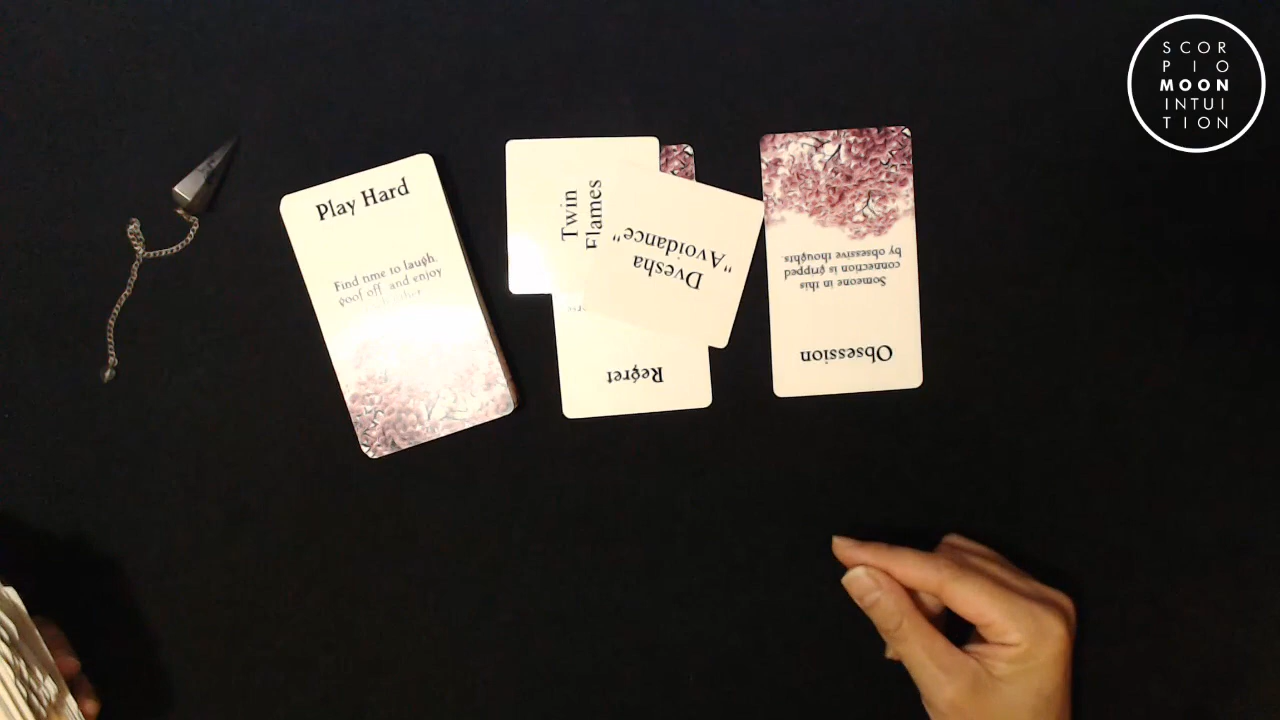 SCOR
PIO
MOON
INTUI
TION
Play Hard
Find time to laugh,
goof off and enjoy
Twin
Flames
Dvesha
"Avoidance"
Regret
Obsession
Someone in this
connection is gripped
by obsessive thoughts.